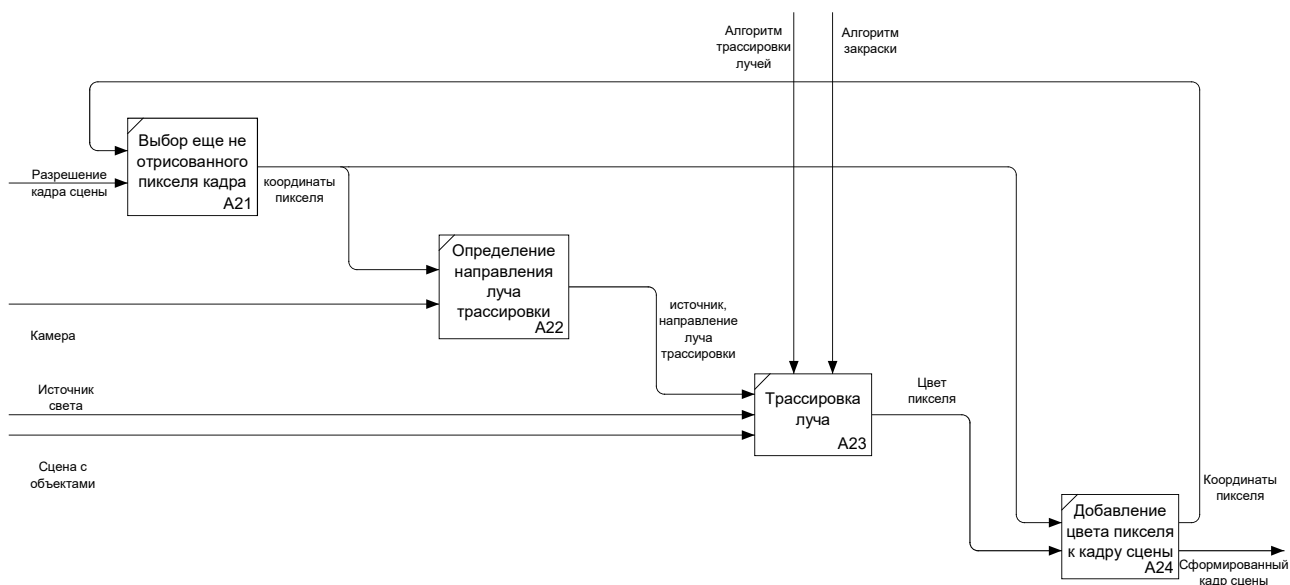 Алгоритм
трассировки
лучей
Алгоритм
закраски
Выбор еще не
отрисованного
пикселя кадра
A21
Разрешение
кадра сцены
координаты
пикселя
Определение
направления
луча
трассировки
A22
Камера
источник,
направление
луча
трассировки
Источник
света
Трассировка
луча
A23
Цвет
пикселя
Сцена с
объектами
Координаты
пикселя
Добавление
цвета пикселя
к кадру сцены
A24
Сформированный
кадр сцены